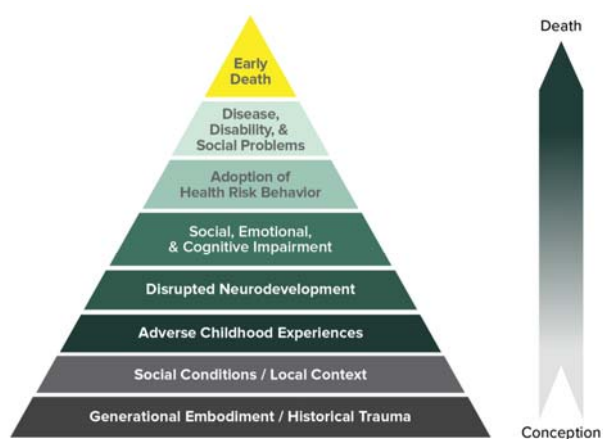 Death
Early
Death
Disease,
Disability, &
Social Problems
Adoption of
Health Risk Behavior
Social, Emotional,
& Cognitive Impairment
Disrupted Neurodevelopment
Adverse Childhood Experiences
Social Conditions / Local Context
Generational Embodiment / Historical Trauma
Conception